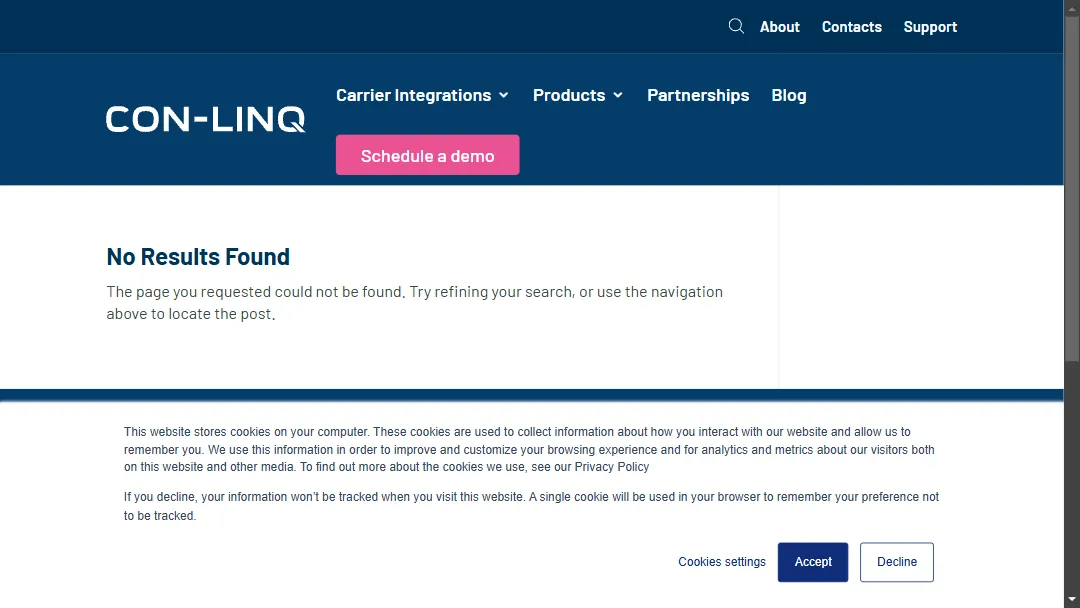 About Contacts Support
CON-LINQ
Carrier Integrations Products Partnerships Blog
Schedule a demo
No Results Found
The page you requested could not be found. Try refining your search, or use the navigation
above to locate the post.
This website stores cookies on your computer. These cookies are used to collect information about how you interact with our website and allow us to
remember you. We use this information in order to improve and customize your browsing experience and for analytics and metrics about our visitors both
on this website and other media. To find out more about the cookies we use, see our Privacy Policy
If you decline, your information won't be tracked when you visit this website. A single cookie will be used in your browser to remember your preference not
to be tracked.
Cookies settings Accept Decline